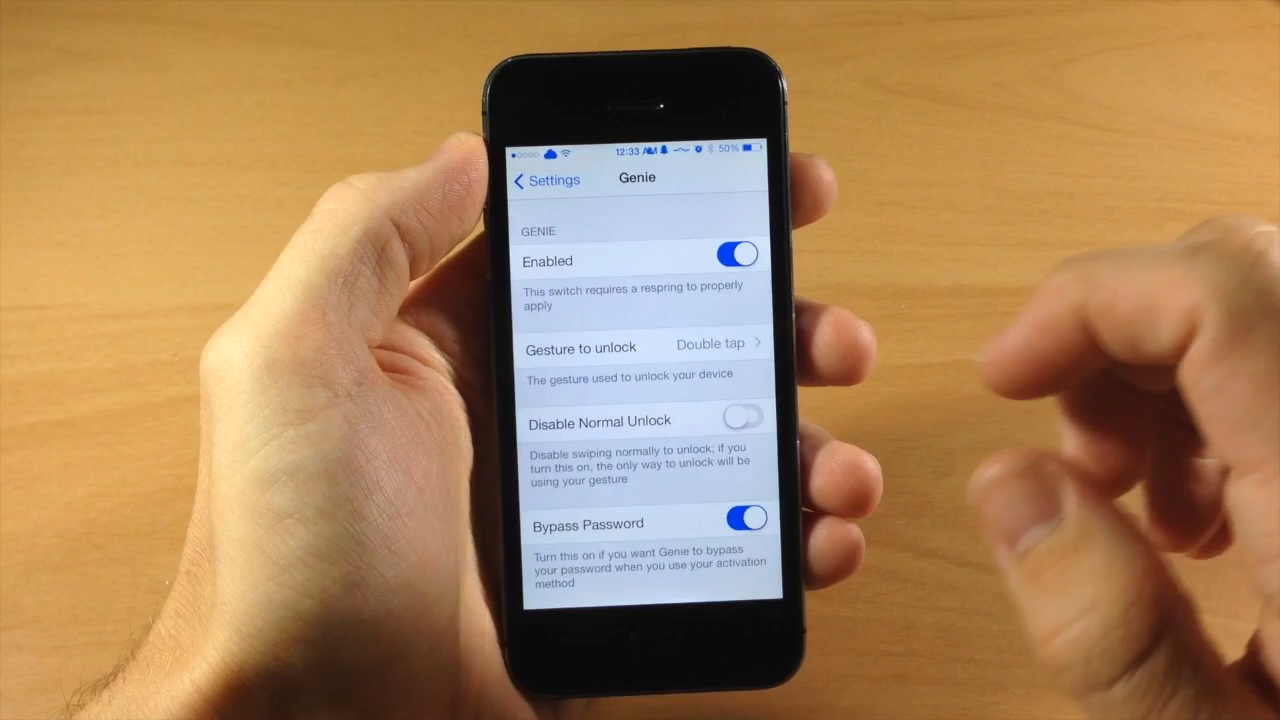 12:33 AM 50%
Settings Genie
GENIE
Enabled
This switch requires a respring to properly
apply
Gesture to unlock Double tap
The gesture used to unlock your device
Disable Normal Unlock
Disable swiping normally to unlock; if you
turn this on, the only way to unlock will be
using your gesture
Bypass Password
Turn this on if you want Genie to bypass
your password when you use your activation
method